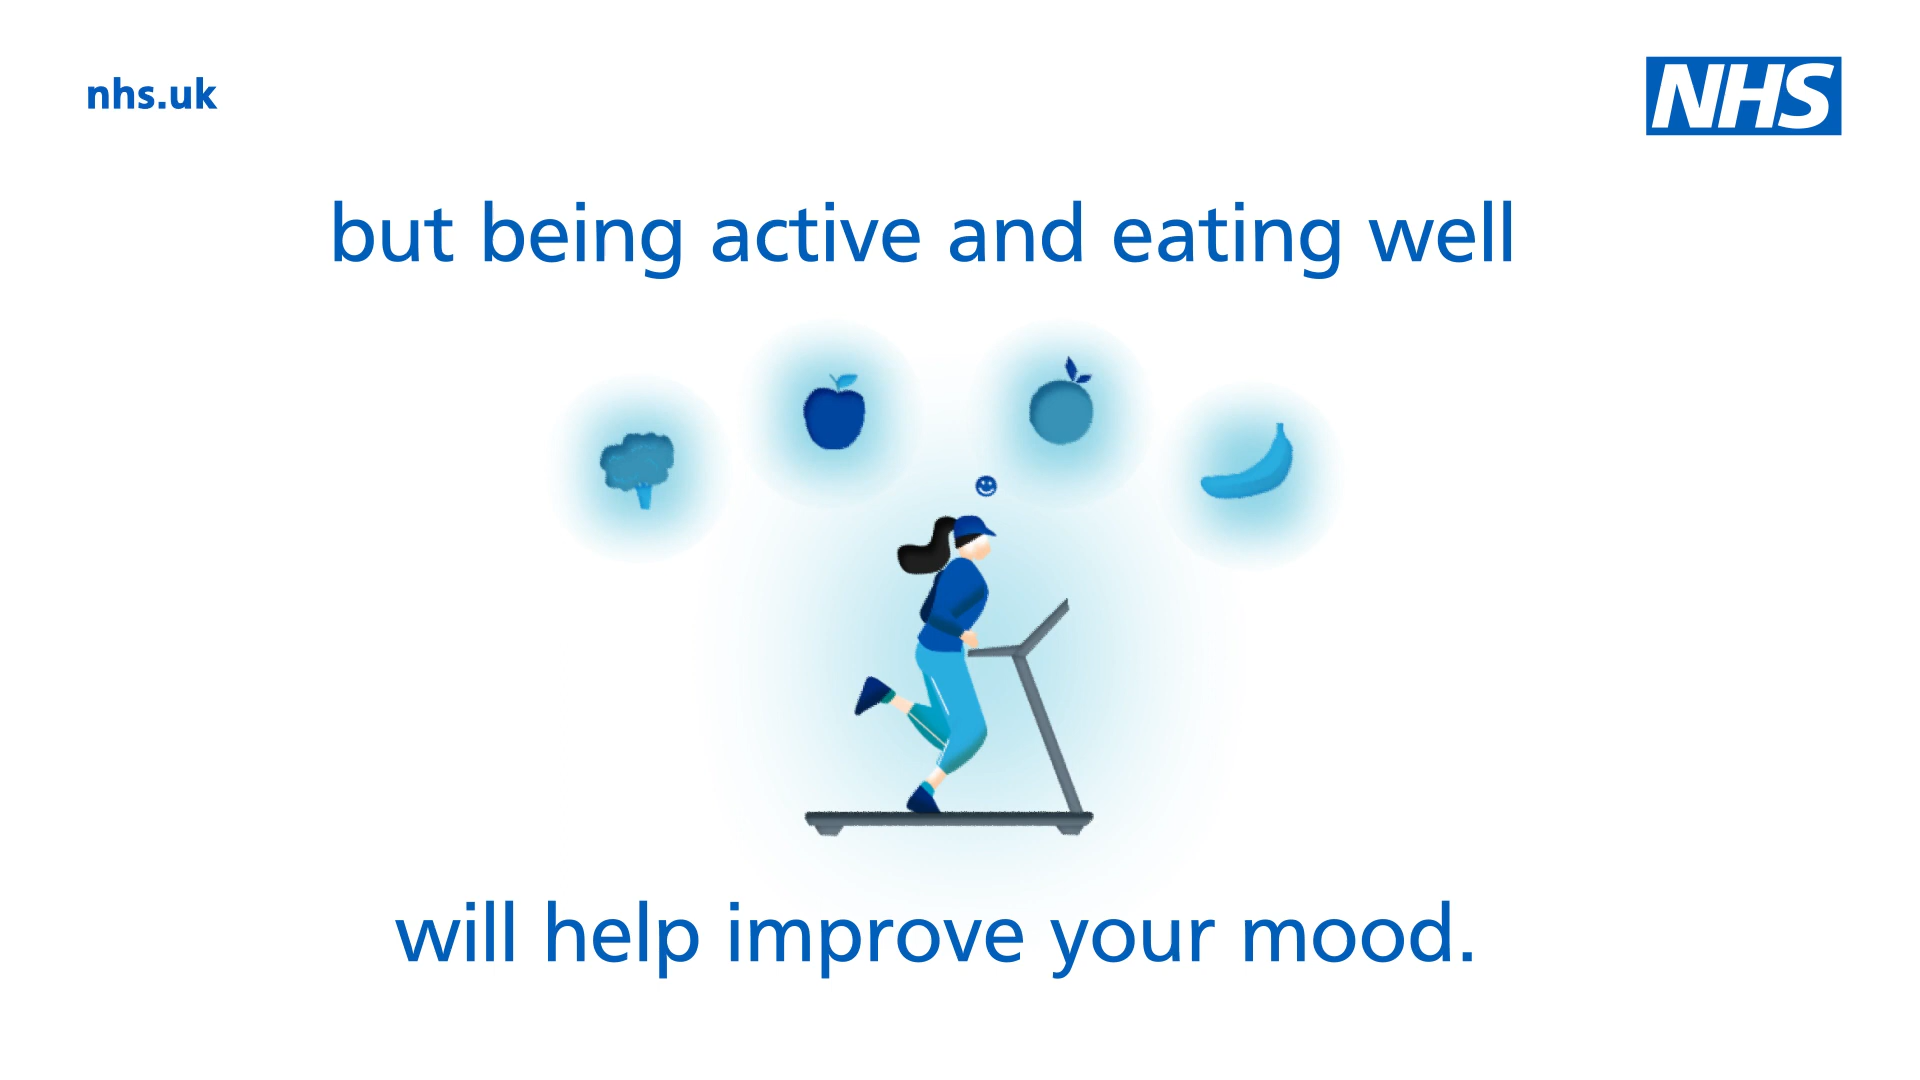 nhs.uk
NHS
but being active and eating well
will help improve your mood.